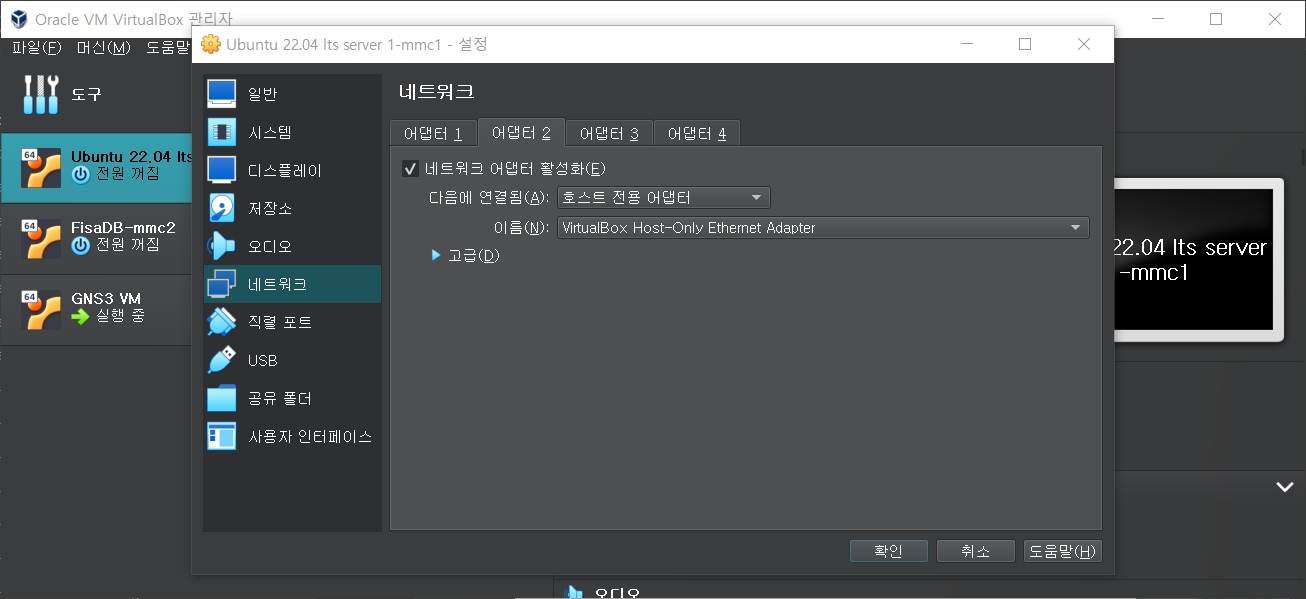 Oracle VM VirtualBox 관리자
파일(F) 머신(M) 도움말
도구
64
Ubuntu 22.04 lts
전원 꺼짐
64
FisaDB-mmc2
전원 꺼짐
64
GNS3 VM
실행 중
Ubuntu 22.04 lts server 1-mmc1 - 설정
일반
시스템
디스플레이
저장소
오디오
네트워크
직렬 포트
USB
공유 폴더
사용자 인터페이스
네트워크
어댑터 1 어댑터 2 어댑터 3 어댑터 4
네트워크 어댑터 활성화(E)
다음에 연결됨(A): 호스트 전용 어댑터
이름(N): VirtualBox Host-Only Ethernet Adapter
고급(D)
확인 취소 도움말(H)
22.04 lts server
-mmc1
오디오